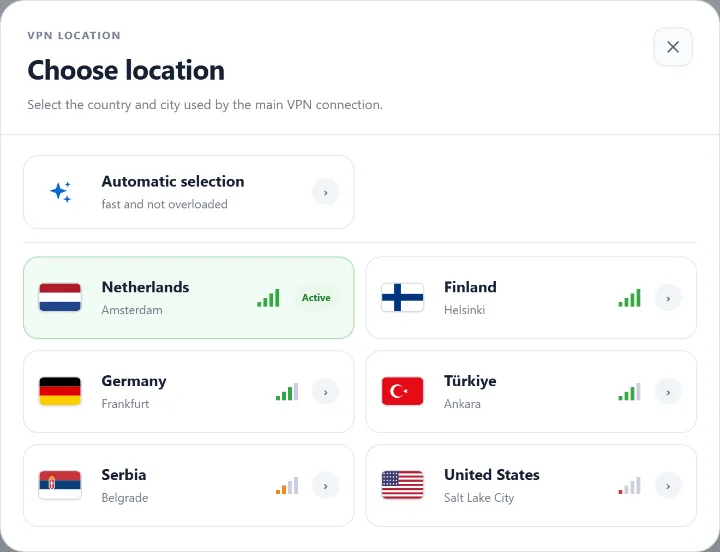 VPN LOCATION
Choose location
Select the country and city used by the main VPN connection.
Automatic selection
fast and not overloaded
Netherlands
Amsterdam
Active
Finland
Helsinki
Germany
Frankfurt
Türkiye
Ankara
Serbia
Belgrade
United States
Salt Lake City